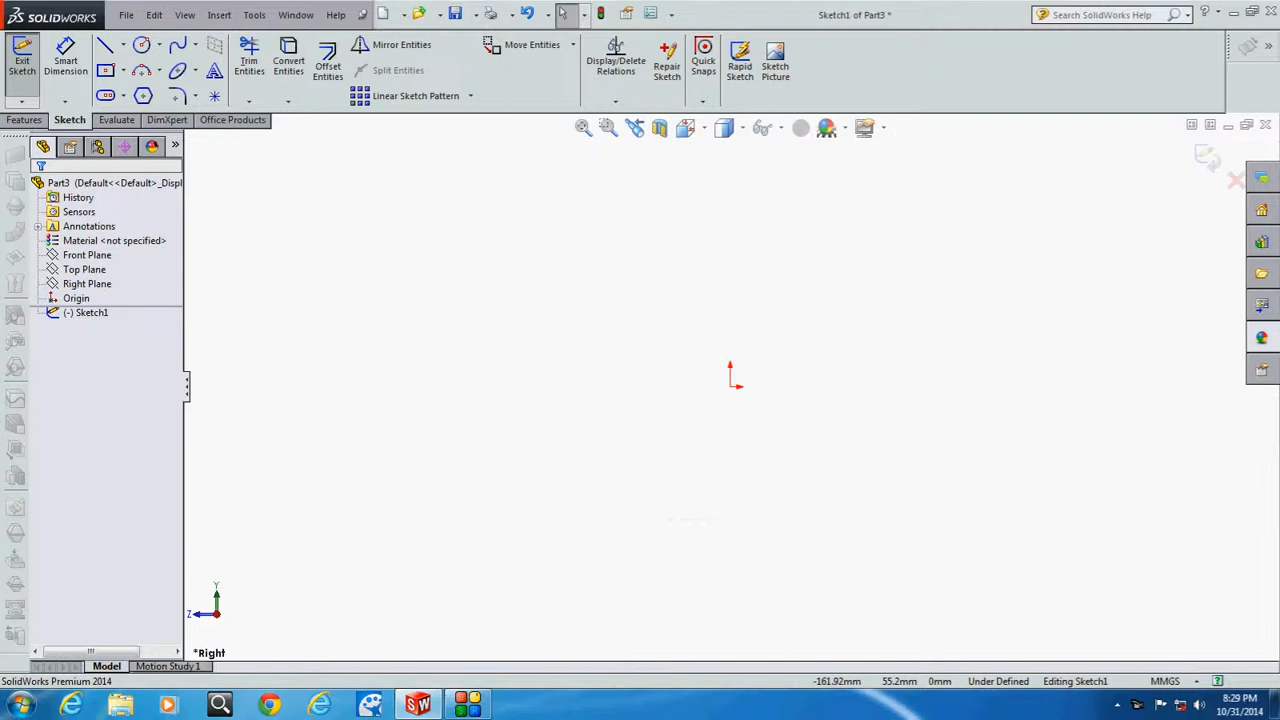 SOLIDWORKS File Edit View Insert Tools Window Help Sketch1 of Part3 * Search SolidWorks Help
Exit Sketch
Smart Dimension
Trim Entities
Convert Entities
Offset Entities
Mirror Entities
Split Entities
Linear Sketch Pattern
Move Entities
Display/Delete Relations
Repair Sketch
Quick Snaps
Rapid Sketch
Sketch Picture
Features Sketch Evaluate DimXpert Office Products
Part3 (Default<<Default>_Displ
History
Sensors
Annotations
Material <not specified>
Front Plane
Top Plane
Right Plane
Origin
(-) Sketch1
Y
Z
*Right
Model Motion Study 1
SolidWorks Premium 2014 -161.92mm 55.2mm 0mm Under Defined Editing Sketch1 MMGS
8:29 PM
10/31/2014